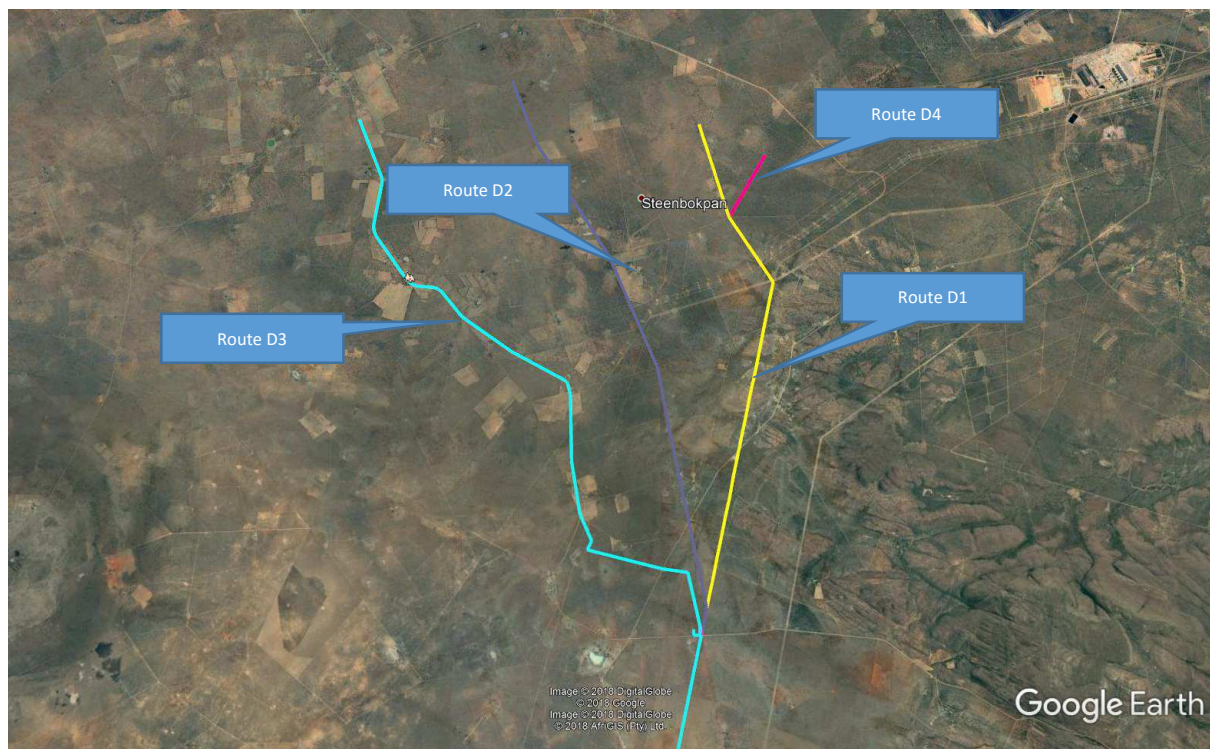 Route D4
Route D2
Steenbokpan
Route D1
Route D3
Image © 2018 DigitalGlobe
© 2018 Google
Image © 2018 DigitalGlobe
© 2018 AfriGIS (Pty) Ltd.
Google Earth